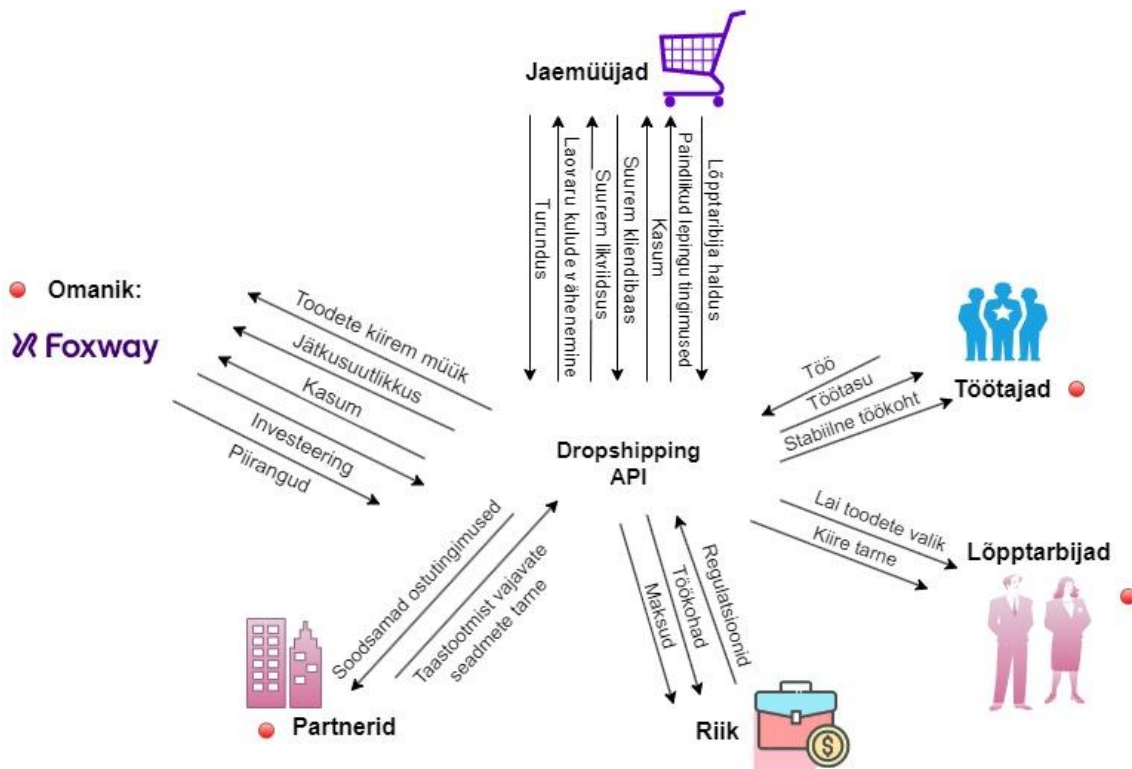 Jaemüüjad
Turundus
Laovaru kulude vähenemine
Suurem likviidsus
Suurem kliendibaas
Kasum
Paindlikud lepingu tingimused
Lõpptaribija haldus
Omanik:
Foxway
Toodete kiirem müük
Jätkusuutlikkus
Kasum
Investeering
Piirangud
Töö
Töötasu
Stabiilne töökoht
Töötajad
Dropshipping
API
Lai toodete valik
Kiire tarne
Lõpptarbijad
Soodsamad ostutingimused
Taastootmist vajavate
seadmete tarne
Partnerid
Maksud
Töökohad
Regulatsioonid
Riik
$